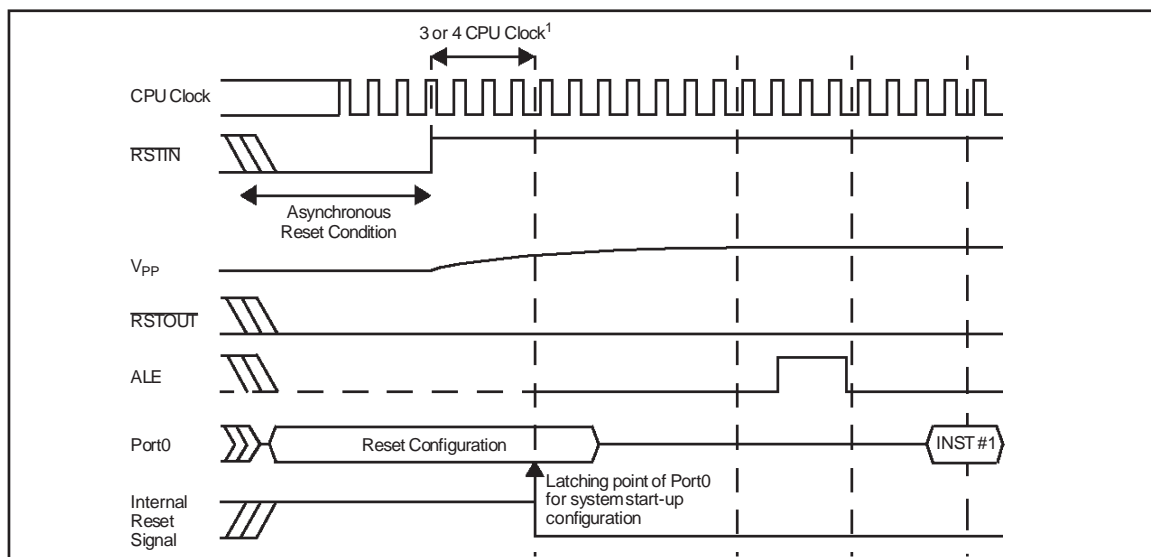 3 or 4 CPU Clock¹
CPU Clock
RSTIN
Asynchronous
Reset Condition
VPP
RSTOUT
ALE
Port0
Reset Configuration
INST #1
Latching point of Port0
for system start-up
configuration
Internal
Reset
Signal